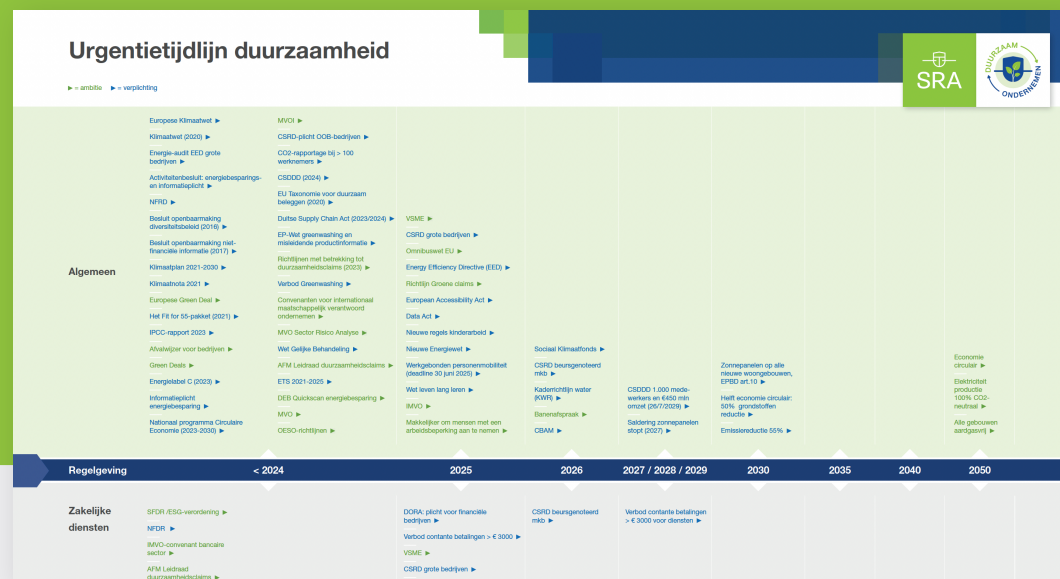 Urgentietijdlijn duurzaamheid
▶ = ambitie ▶ = verplichting
SRA
DUURZAAM
ONDERNEMEN
Algemeen
Europese Klimaatwet ▶
Klimaatwet (2020) ▶
Energie-audit EED grote
bedrijven ▶
Activiteitenbesluit: energiebesparings-
en informatieplicht ▶
NFRD ▶
Besluit openbaarmaking
diversiteitsbeleid (2016) ▶
Besluit openbaarmaking niet-
financiële informatie (2017) ▶
Klimaatplan 2021-2030 ▶
Klimaatnota 2021 ▶
Europese Green Deal ▶
Het Fit for 55-pakket (2021) ▶
IPCC-rapport 2023 ▶
Afvalwijzer voor bedrijven ▶
Green Deals ▶
Energielabel C (2023) ▶
Informatieplicht
energiebesparing ▶
Nationaal programma Circulaire
Economie (2023-2030) ▶
MVOI ▶
CSRD-plicht OOB-bedrijven ▶
CO2-rapportage bij > 100
werknemers ▶
CSDDD (2024) ▶
EU Taxonomie voor duurzaam
beleggen (2020) ▶
Duitse Supply Chain Act (2023/2024) ▶
EP-Wet greenwashing en
misleidende productinformatie ▶
Richtlijnen met betrekking tot
duurzaamheidsclaims (2023) ▶
Verbod Greenwashing ▶
Convenanten voor internationaal
maatschappelijk verantwoord
ondernemen ▶
MVO Sector Risico Analyse ▶
Wet Gelijke Behandeling ▶
AFM Leidraad duurzaamheidsclaims ▶
ETS 2021-2025 ▶
DEB Quickscan energiebesparing ▶
MVO ▶
OESO-richtlijnen ▶
VSME ▶
CSRD grote bedrijven ▶
Omnibuswet EU ▶
Energy Efficiency Directive (EED) ▶
Richtlijn Groene claims ▶
European Accessibility Act ▶
Data Act ▶
Nieuwe regels kinderarbeid ▶
Nieuwe Energiewet ▶
Werkgebonden personenmobiliteit
(deadline 30 juni 2025) ▶
Wet leven lang leren ▶
IMVO ▶
Makkelijker om mensen met een
arbeidsbeperking aan te nemen ▶
Sociaal Klimaatfonds ▶
CSRD beursgenoteerd
mkb ▶
Kaderrichtlijn water
(KWR) ▶
Banenafspraak ▶
CBAM ▶
CSDDD 1.000 mede-
werkers en €450 mln
omzet (26/7/2029) ▶
Saldering zonnepanelen
stopt (2027) ▶
Zonnepanelen op alle
nieuwe woongebouwen,
EPBD art.10 ▶
Helft economie circulair:
50% grondstoffen
reductie ▶
Emissiereductie 55% ▶
Economie
circulair ▶
Elektriciteit
productie
100% CO2-
neutraal ▶
Alle gebouwen
aardgasvrij ▶
Regelgeving < 2024 2025 2026 2027 / 2028 / 2029 2030 2035 2040 2050
Zakelijke
diensten
SFDR /ESG-verordening ▶
NFDR ▶
IMVO-convenant bancaire
sector ▶
AFM Leidraad
duurzaamheidsclaims ▶
DORA: plicht voor financiële
bedrijven ▶
Verbod contante betalingen > € 3000 ▶
VSME ▶
CSRD grote bedrijven ▶
CSRD beursgenoteerd
mkb ▶
Verbod contante betalingen
> € 3000 voor diensten ▶